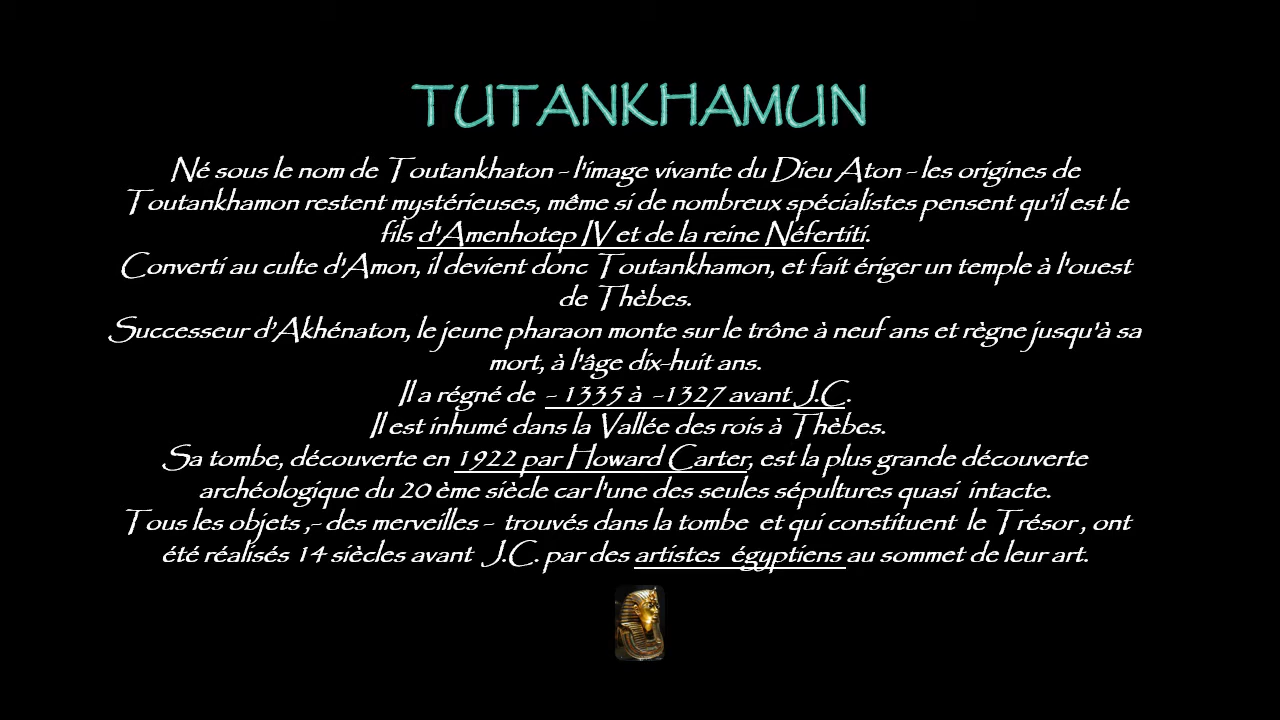 TUTANKHAMUN
Né sous le nom de Toutankhaton - l'image vivante du Dieu Aton - les origines de
Toutankhamon restent mystérieuses, même si de nombreux spécialistes pensent qu'il est le
fils d'Amenhotep IV et de la reine Néfertiti.
Converti au culte d'Amon, il devient donc Toutankhamon, et fait ériger un temple à l'ouest
de Thèbes.
Successeur d’Akhénaton, le jeune pharaon monte sur le trône à neuf ans et règne jusqu'à sa
mort, à l'âge dix-huit ans.
Il a régné de - 1335 à -1327 avant J.C.
Il est inhumé dans la Vallée des rois à Thèbes.
Sa tombe, découverte en 1922 par Howard Carter, est la plus grande découverte
archéologique du 20 ème siècle car l'une des seules sépultures quasi intacte.
Tous les objets ,- des merveilles - trouvés dans la tombe et qui constituent le Trésor , ont
été réalisés 14 siècles avant J.C. par des artistes égyptiens au sommet de leur art.